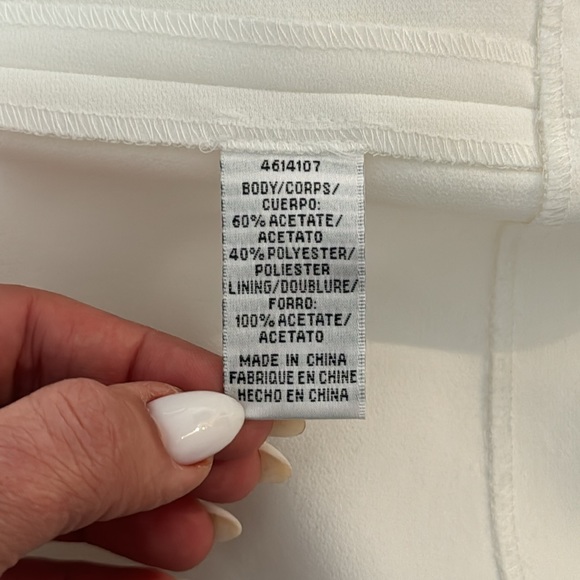 4614107
BODY/CORPS/
CUERPO:
60% ACETATE/
ACETATO
40% POLYESTER/
POLIESTER
LINING/DOUBLURE/
FORRO:
100% ACETATE/
ACETATO
MADE IN CHINA
FABRIQUE EN CHINE
HECHO EN CHINA